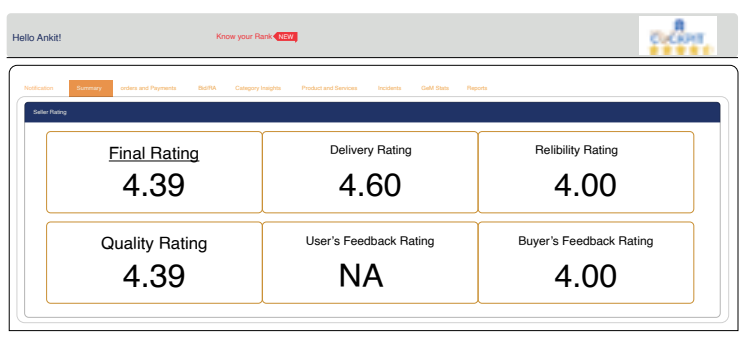 Hello Ankit!
Know your Rank NEW
COCKPIT
Notification Summary orders and Payments Bid/RA Category Insights Product and Services Incidents GeM Stats Reports
Seller Rating
Final Rating Delivery Rating Relibility Rating
4.39 4.60 4.00
Quality Rating User's Feedback Rating Buyer's Feedback Rating
4.39 NA 4.00